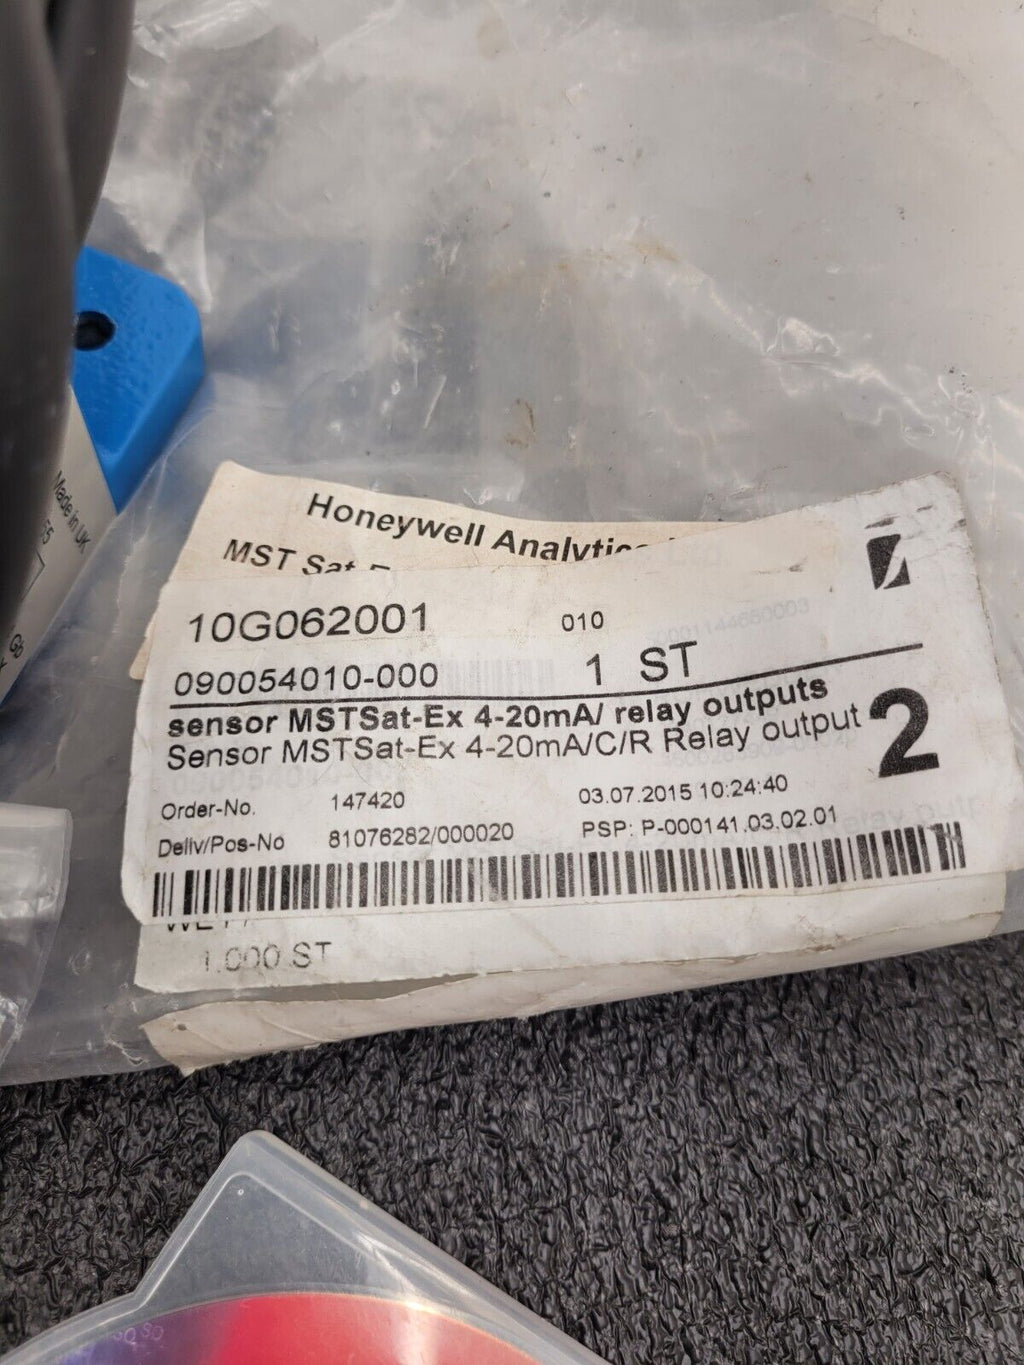 Made in UK
Honeywell Analytics
MST Sat-E
10G062001 010
090054010-000 1 ST
sensor MSTSat-Ex 4-20mA/ relay outputs
Sensor MSTSat-Ex 4-20mA/C/R Relay output
2
Order-No. 147420 03.07.2015 10:24:40
Deliv/Pos-No 81076282/000020 PSP: P-000141.03.02.01
1.000 ST